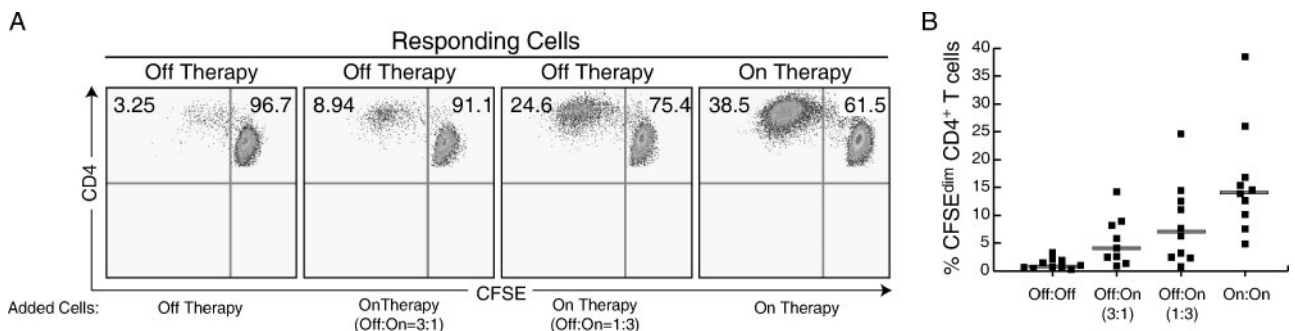 A
Responding Cells
Off Therapy Off Therapy Off Therapy On Therapy
3.25 96.7 8.94 91.1 24.6 75.4 38.5 61.5
CD4
CFSE
Added Cells: Off Therapy OnTherapy On Therapy On Therapy
(Off:On=3:1) (Off:On=1:3)
B
% CFSEdim CD4+ T cells
40
35
30
25
20
15
10
5
0
Off:Off Off:On Off:On On:On
(3:1) (1:3)